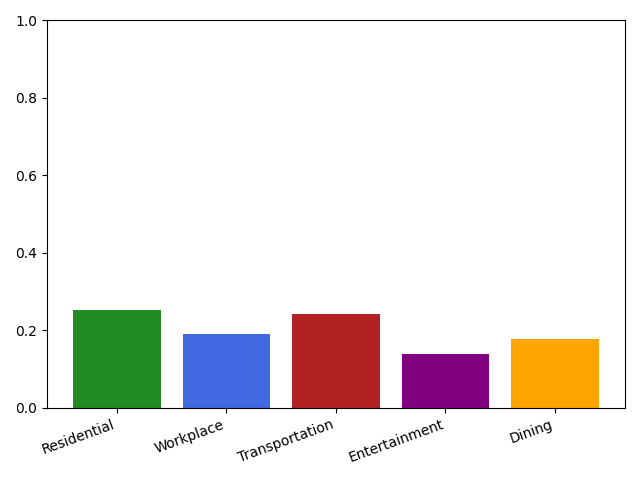 1.0
0.8
0.6
0.4
0.2
0.0
Residential
Workplace
Transportation
Entertainment
Dining